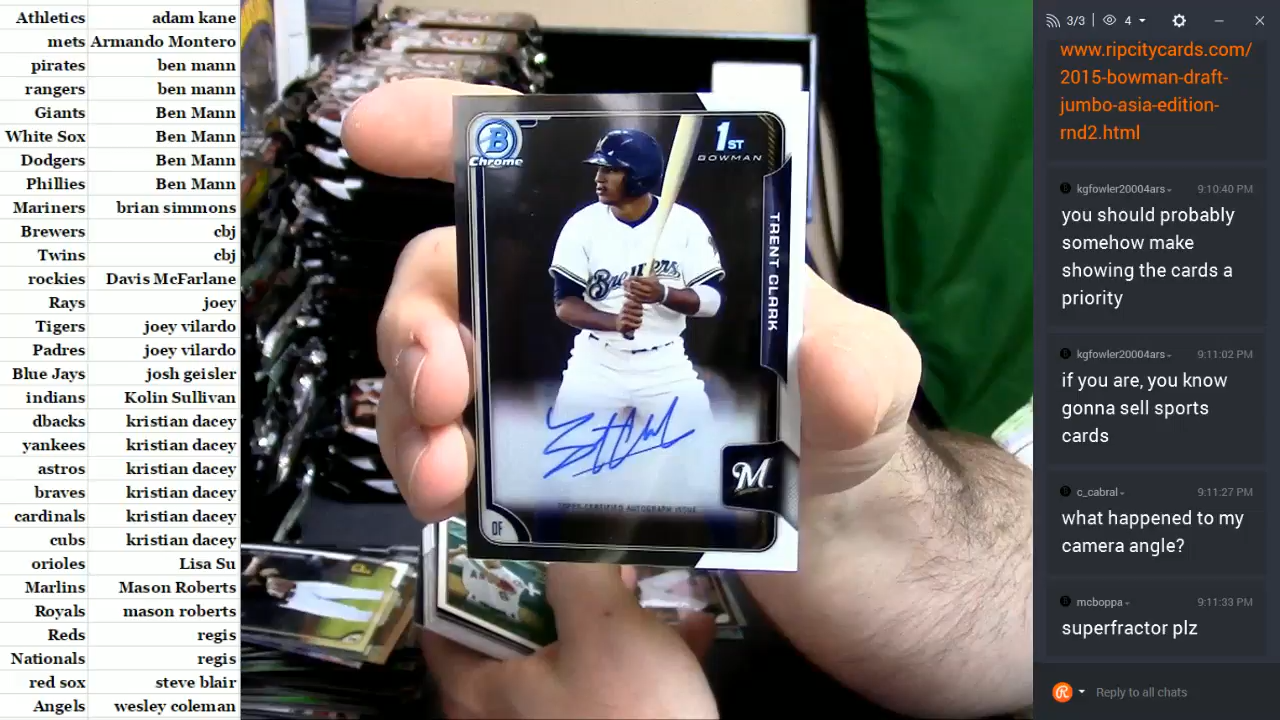 Athletics adam kane
mets Armando Montero
pirates ben mann
rangers ben mann
Giants Ben Mann
White Sox Ben Mann
Dodgers Ben Mann
Phillies Ben Mann
Mariners brian simmons
Brewers cbj
Twins cbj
rockies Davis McFarlane
Rays joey
Tigers joey vilardo
Padres joey vilardo
Blue Jays josh geisler
indians Kolin Sullivan
dbacks kristian dacey
yankees kristian dacey
astros kristian dacey
braves kristian dacey
cardinals kristian dacey
cubs kristian dacey
orioles Lisa Su
Marlins Mason Roberts
Royals mason roberts
Reds regis
Nationals regis
red sox steve blair
Angels wesley coleman
B
Chrome
1ST
BOWMAN
TRENT CLARK
Brewers
M
TOPPS CERTIFIED AUTOGRAPH ISSUE
OF
3/3 4
www.ripcitycards.com/
2015-bowman-draft-
jumbo-asia-edition-
rnd2.html
kgfowler20004ars 9:10:40 PM
you should probably
somehow make
showing the cards a
priority
kgfowler20004ars 9:11:02 PM
if you are, you know
gonna sell sports
cards
c_cabral 9:11:27 PM
what happened to my
camera angle?
mcboppa 9:11:33 PM
superfractor plz
Reply to all chats